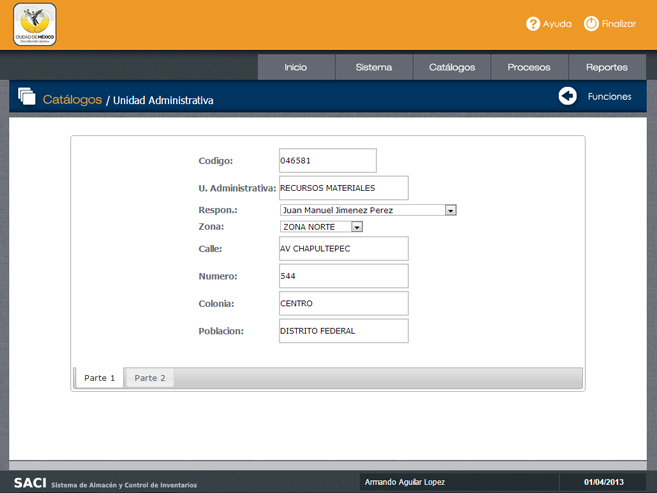 CIUDAD DE MÉXICO
Ayuda
Finalizar
Inicio
Sistema
Catálogos
Procesos
Reportes
Catálogos / Unidad Administrativa
Funciones
Codigo: 046581
U. Administrativa: RECURSOS MATERIALES
Respon.: Juan Manuel Jimenez Perez
Zona: ZONA NORTE
Calle: AV CHAPULTEPEC
Numero: 544
Colonia: CENTRO
Poblacion: DISTRITO FEDERAL
Parte 1
Parte 2
SACI Sistema de Almacén y Control de Inventarios
Armando Aguilar Lopez
01/04/2013